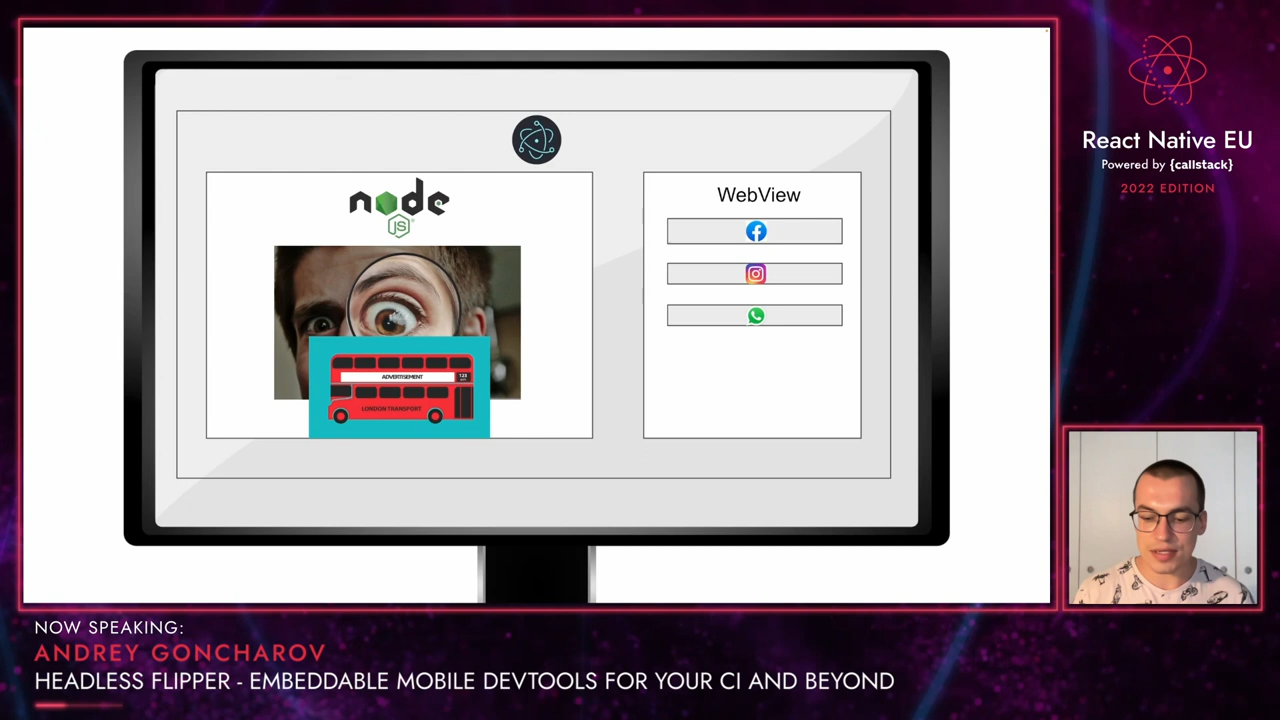 node
JS
WebView
ADVERTISEMENT
123
LONDON TRANSPORT
React Native EU
Powered by {callstack}
2022 EDITION
NOW SPEAKING:
ANDREY GONCHAROV
HEADLESS FLIPPER - EMBEDDABLE MOBILE DEVTOOLS FOR YOUR CI AND BEYOND